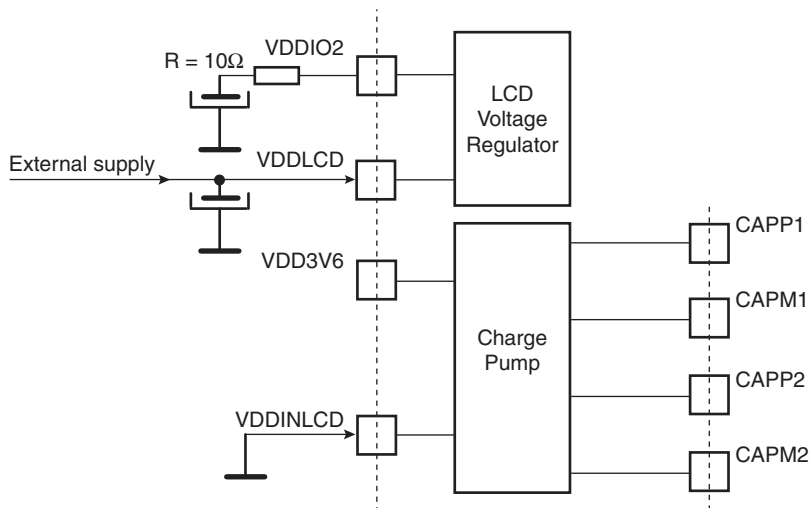 VDDIO2
R = 10Ω
LCD
Voltage
Regulator
External supply
VDDLCD
CAPP1
VDD3V6
CAPM1
Charge
Pump
CAPP2
VDDINLCD
CAPM2